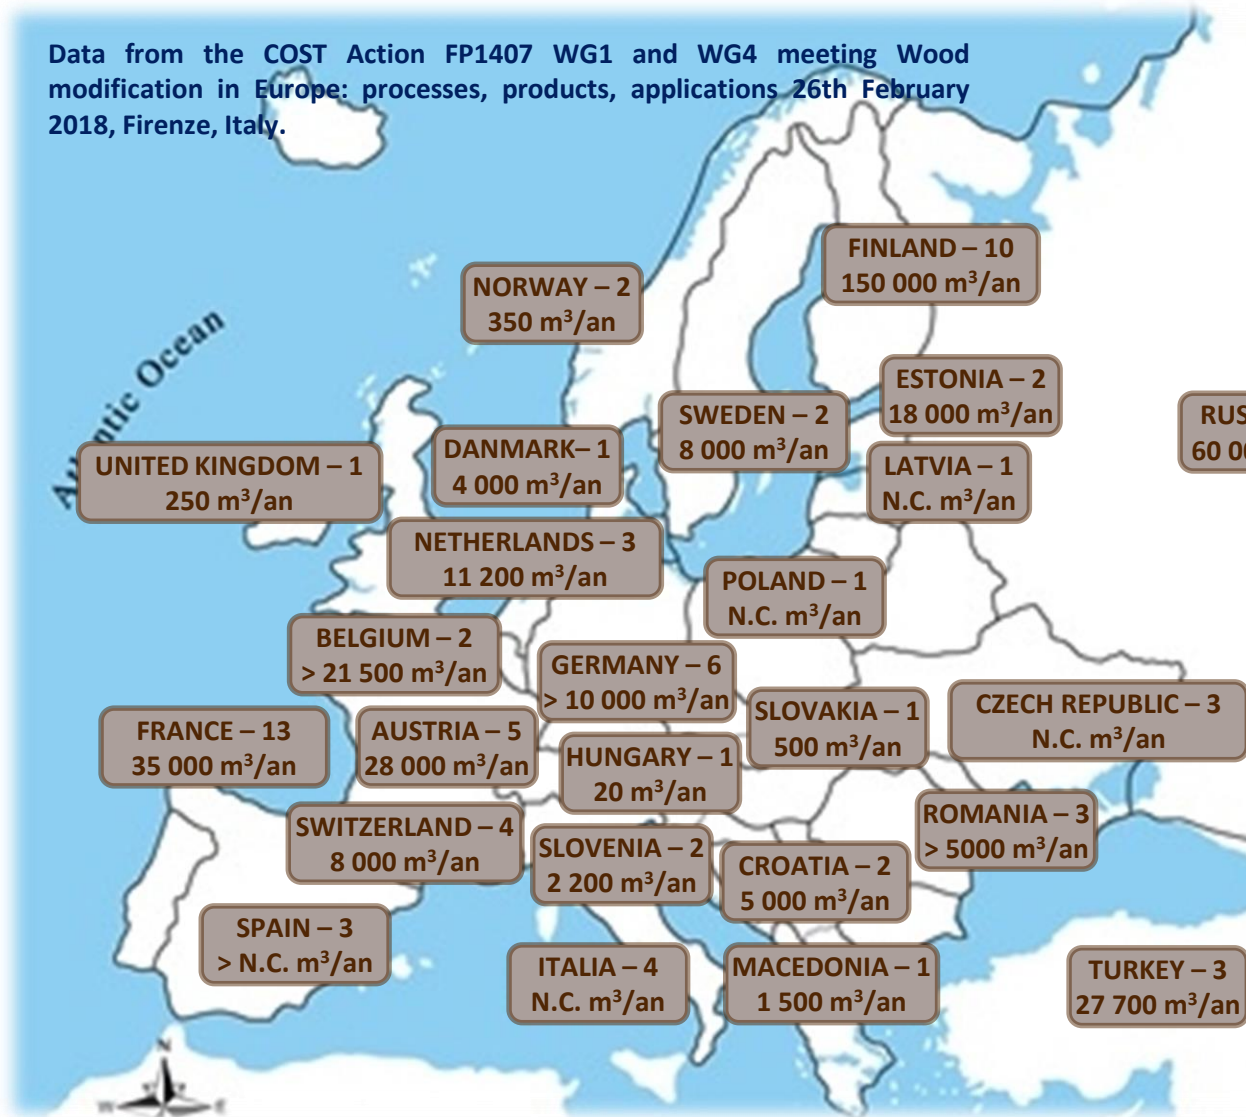 Data from the COST Action FP1407 WG1 and WG4 meeting Wood
modification in Europe: processes, products, applications 26th February
2018, Firenze, Italy.
FINLAND – 10
150 000 m³/an
NORWAY – 2
350 m³/an
Atlantic Ocean
ESTONIA – 2
18 000 m³/an
SWEDEN – 2
8 000 m³/an
RUS
60 00
DANMARK– 1
4 000 m³/an
UNITED KINGDOM – 1
250 m³/an
LATVIA – 1
N.C. m³/an
NETHERLANDS – 3
11 200 m³/an
POLAND – 1
N.C. m³/an
BELGIUM – 2
> 21 500 m³/an
GERMANY – 6
> 10 000 m³/an
CZECH REPUBLIC – 3
N.C. m³/an
SLOVAKIA – 1
500 m³/an
FRANCE – 13
35 000 m³/an
AUSTRIA – 5
28 000 m³/an
HUNGARY – 1
20 m³/an
ROMANIA – 3
> 5000 m³/an
SWITZERLAND – 4
8 000 m³/an
SLOVENIA – 2
2 200 m³/an
CROATIA – 2
5 000 m³/an
SPAIN – 3
> N.C. m³/an
ITALIA – 4
N.C. m³/an
MACEDONIA – 1
1 500 m³/an
TURKEY – 3
27 700 m³/an
N
W E